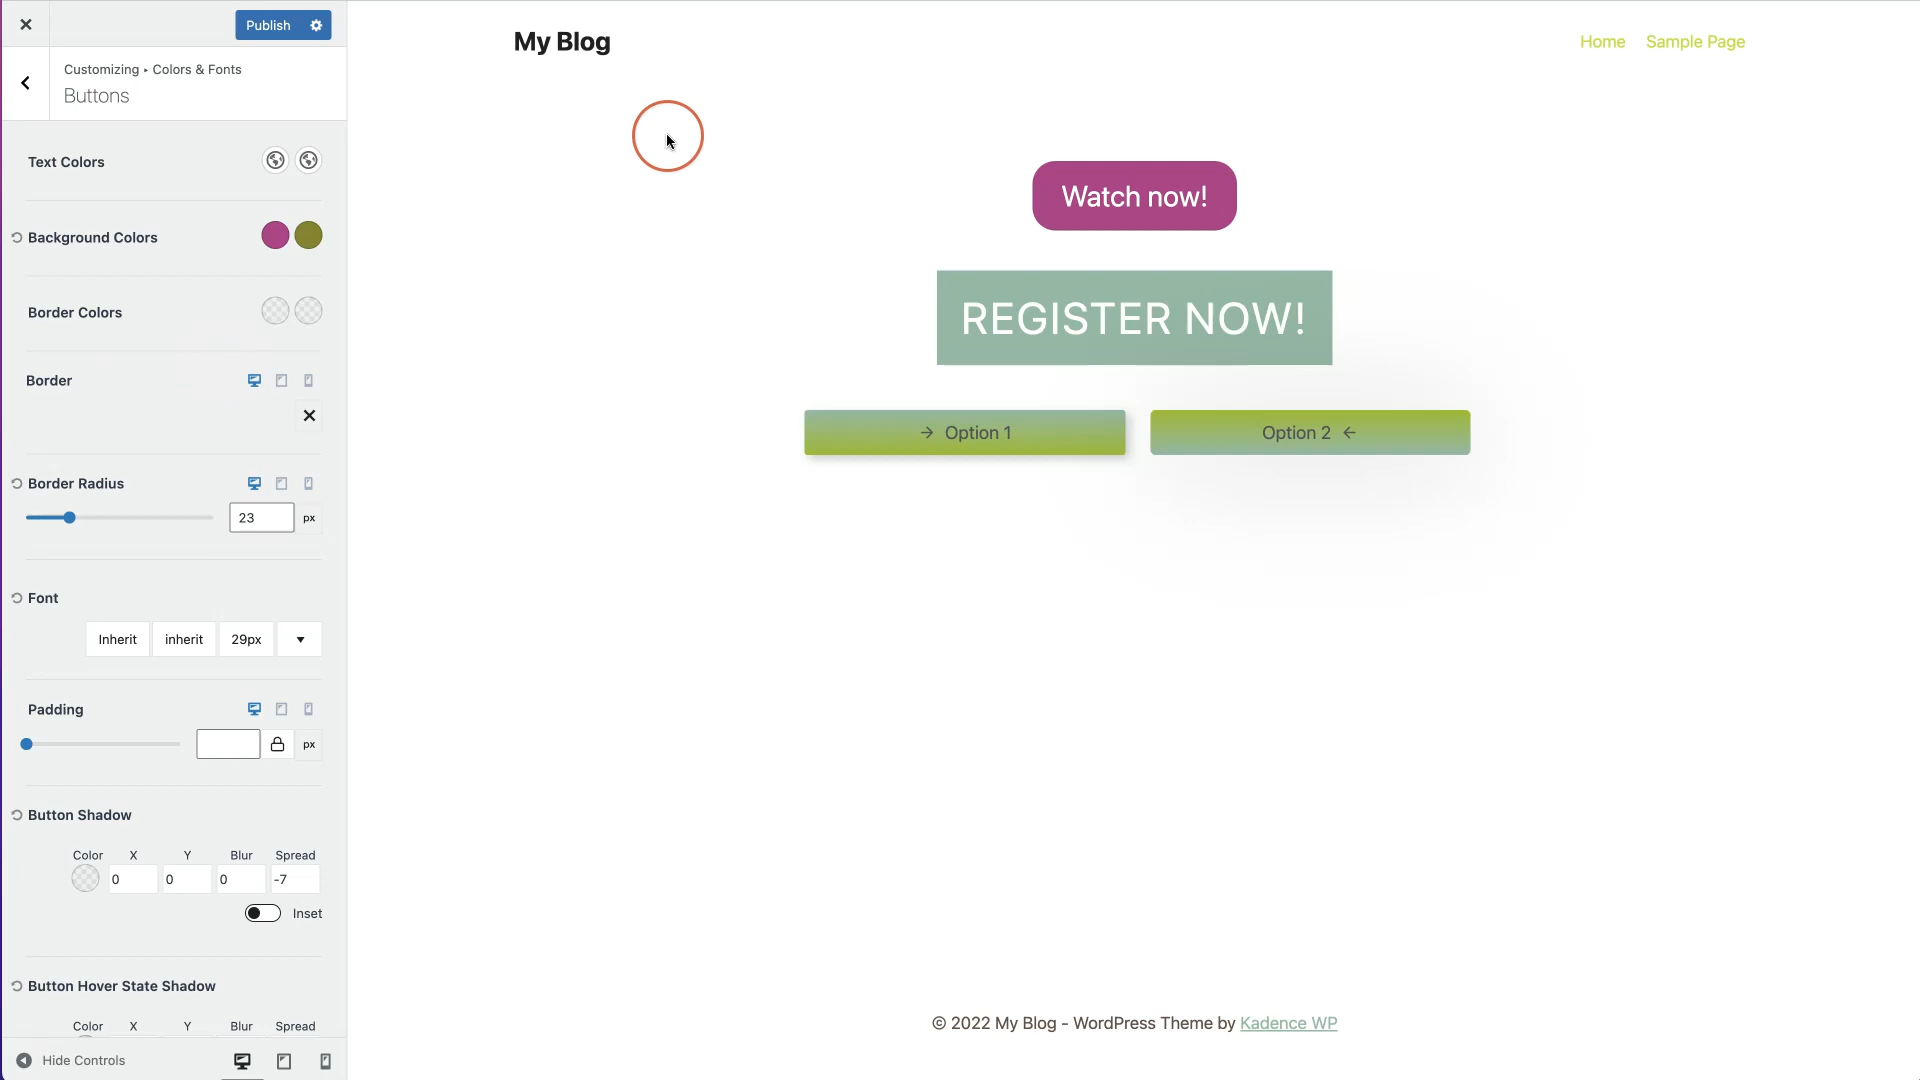 Publish
Customizing ▸ Colors & Fonts
Buttons
Text Colors
Background Colors
Border Colors
Border
Border Radius
23 px
Font
Inherit inherit 29px
Padding
px
Button Shadow
Color X Y Blur Spread
0 0 0 -7
Inset
Button Hover State Shadow
Color X Y Blur Spread
Hide Controls
My Blog
Home Sample Page
Watch now!
REGISTER NOW!
→ Option 1
Option 2 ←
© 2022 My Blog - WordPress Theme by Kadence WP